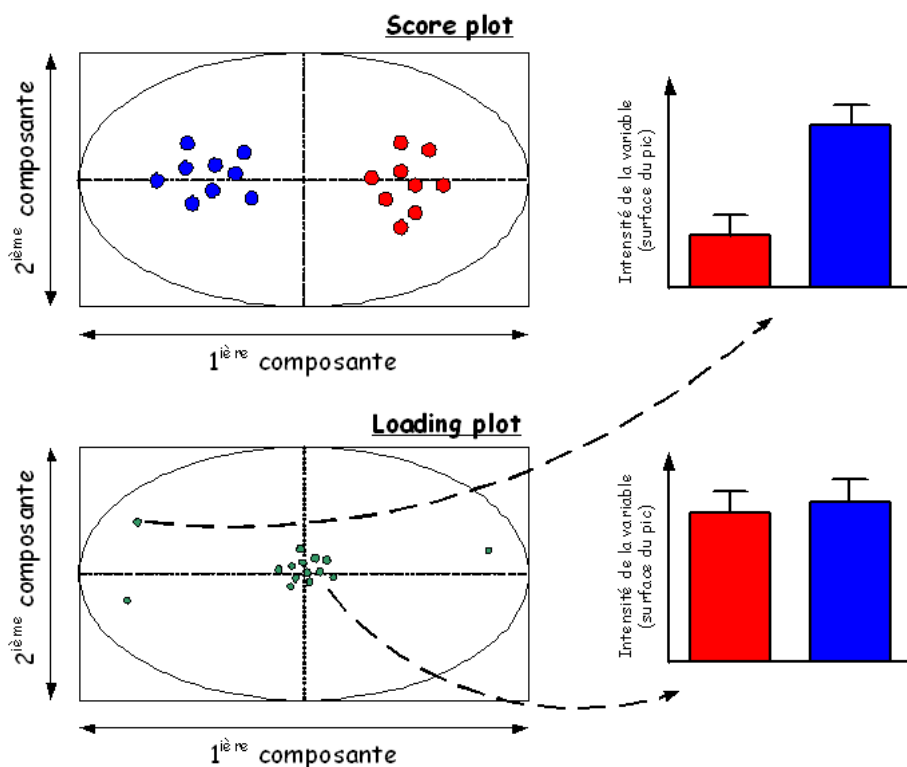 Score plot
2ième composante
1ière composante
Intensité de la variable
(surface du pic)
Loading plot
2ième composante
1ière composante
Intensité de la variable
(surface du pic)